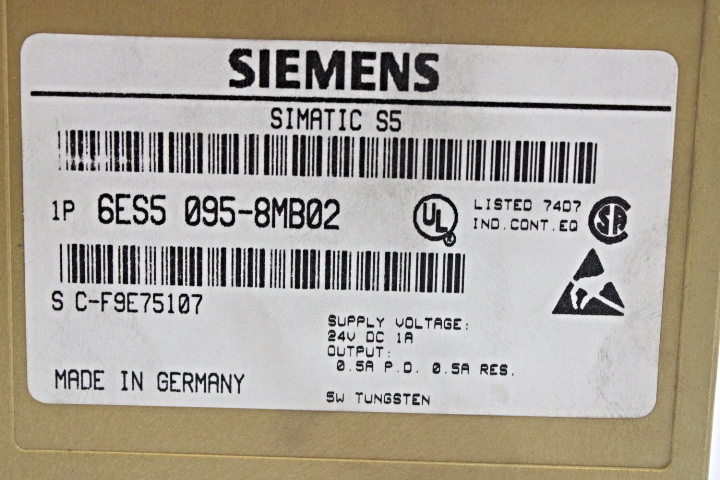 SIEMENS
SIMATIC S5
1P 6ES5 095-8MB02
UL
LISTED 7407
IND.CONT.EQ
SA
S C-F9E75107
SUPPLY VOLTAGE:
24V DC 1A
OUTPUT:
0.5A P.D. 0.5A RES.
5W TUNGSTEN
MADE IN GERMANY